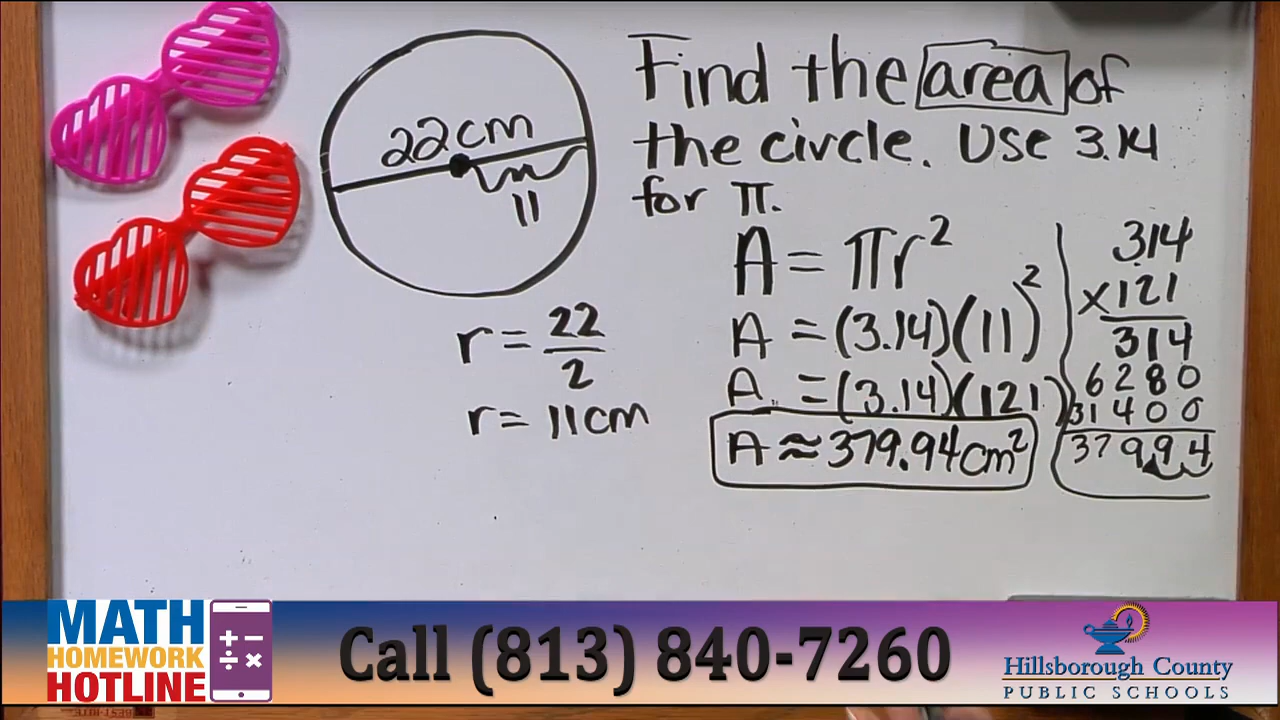 22cm
11
r = 22/2
r = 11cm
Find the area of
the circle. Use 3.14
for π.
A = πr²
A = (3.14)(11)²
A = (3.14)(121)
A ≈ 379.94cm²
314
×121
314
6280
31400
37994
MATH
HOMEWORK
HOTLINE
+ −
÷ ×
Call (813) 840-7260
Hillsborough County
PUBLIC SCHOOLS